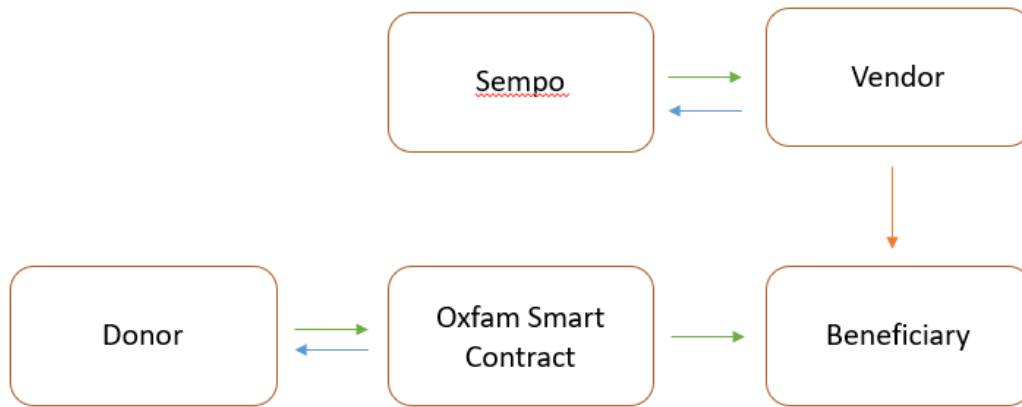 Sempo
Vendor
Donor
Oxfam Smart
Contract
Beneficiary